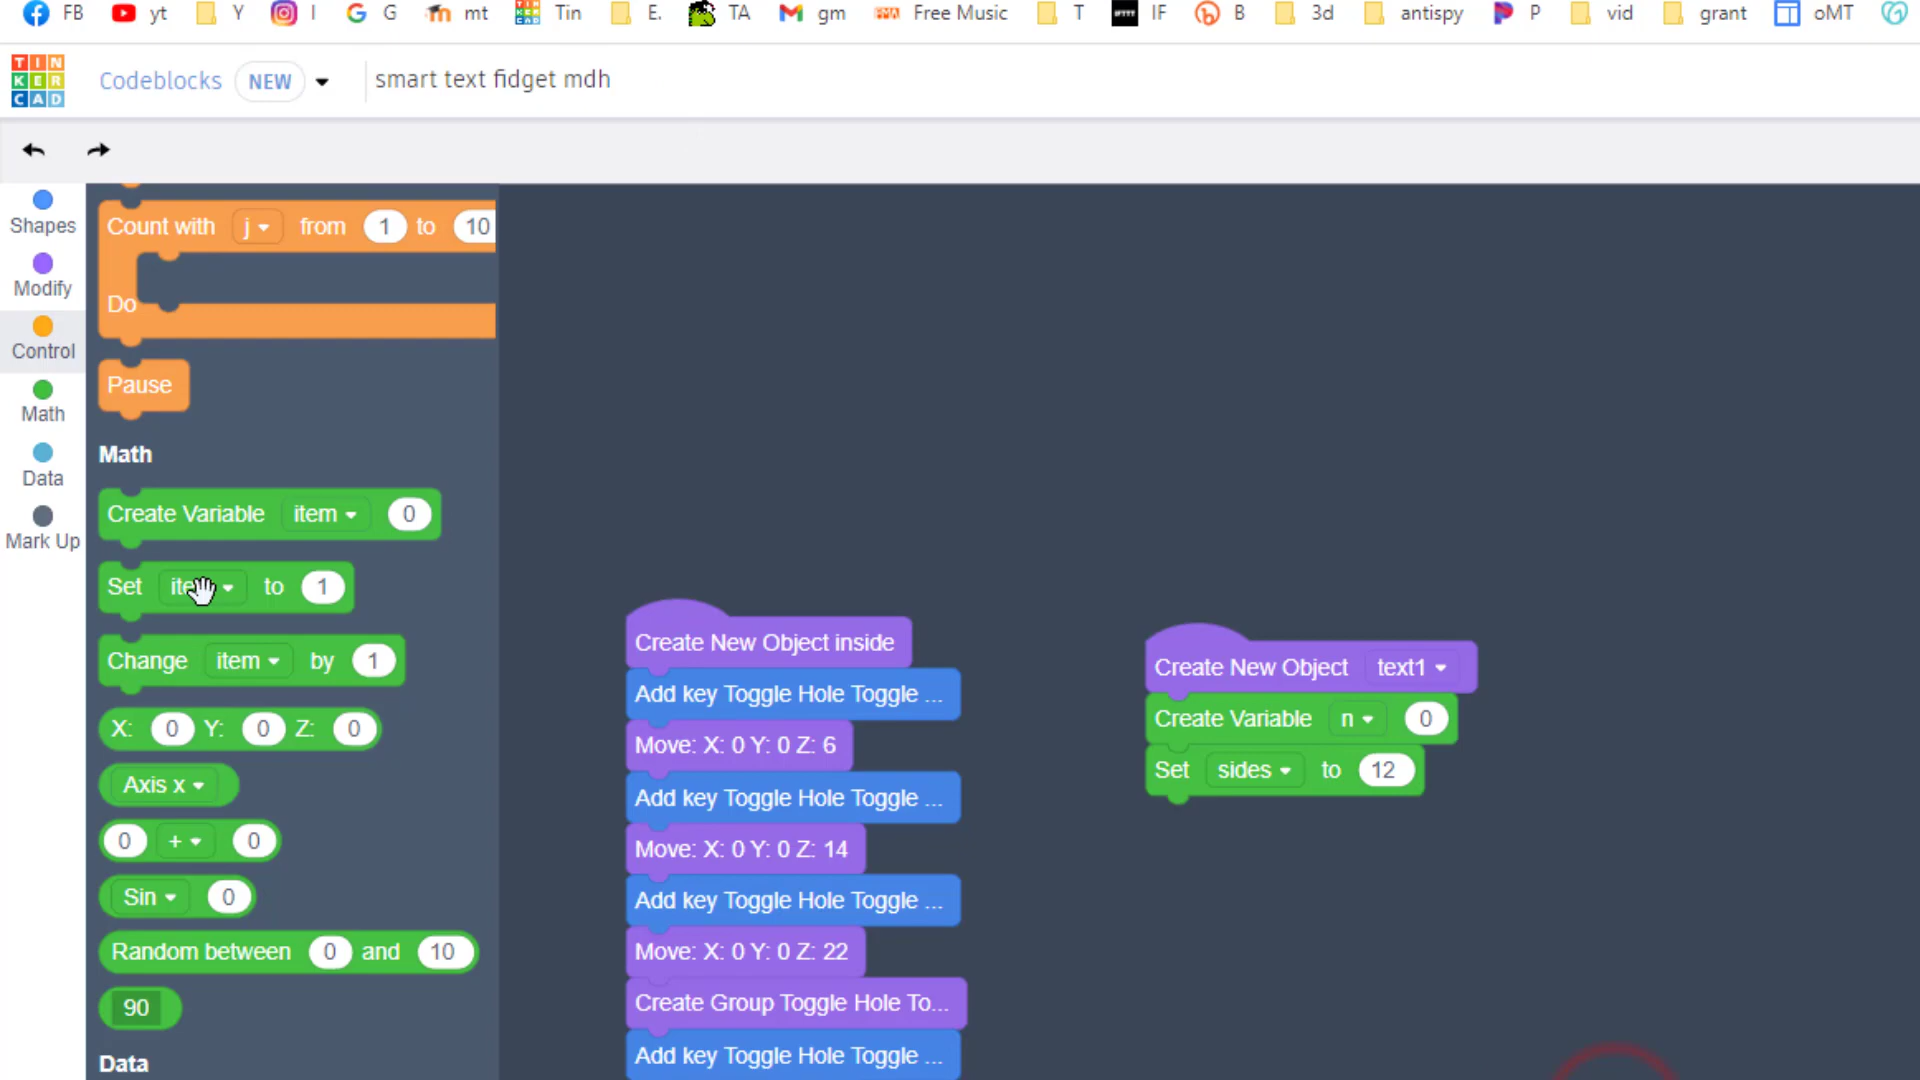 FB yt Y I G mt Tin E. TA gm Free Music T IF B 3d antispy P vid grant oMT
TIN
KER
CAD
Codeblocks NEW smart text fidget mdh
Shapes
Modify
Control
Math
Data
Mark Up
Count with j from 1 to 10
Do
Pause
Math
Create Variable item 0
Set to 1
Change item by 1
X: 0 Y: 0 Z: 0
Axis x
0 + 0
Sin 0
Random between 0 and 10
90
Data
Create New Object inside
Add key Toggle Hole Toggle ...
Move: X: 0 Y: 0 Z: 6
Add key Toggle Hole Toggle ...
Move: X: 0 Y: 0 Z: 14
Add key Toggle Hole Toggle ...
Move: X: 0 Y: 0 Z: 22
Create Group Toggle Hole To...
Add key Toggle Hole Toggle ...
Create New Object text1
Create Variable n 0
Set sides to 12